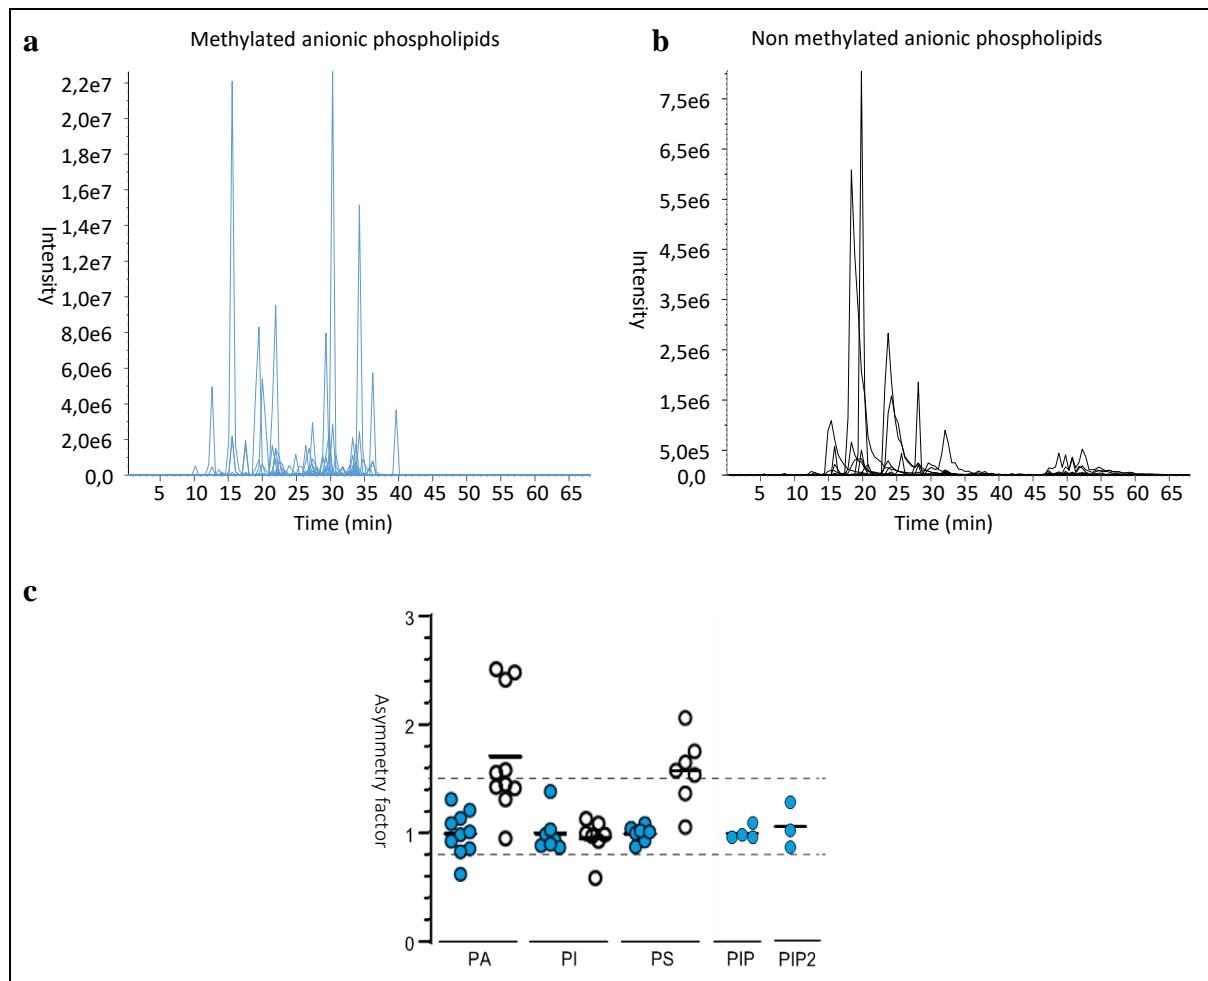 a
Methylated anionic phospholipids
2,2e7
2,0e7
1,8e7
1,6e7
1,4e7
1,2e7
1,0e7
8,0e6
6,0e6
4,0e6
2,0e6
0,0
Intensity
5 10 15 20 25 30 35 40 45 50 55 60 65
Time (min)
b
Non methylated anionic phospholipids
7,5e6
6,5e6
5,5e6
4,5e6
3,5e6
2,5e6
1,5e6
5,0e5
0,0
Intensity
5 10 15 20 25 30 35 40 45 50 55 60 65
Time (min)
c
3
2
1
0
Asymmetry factor
PA PI PS PIP PIP2